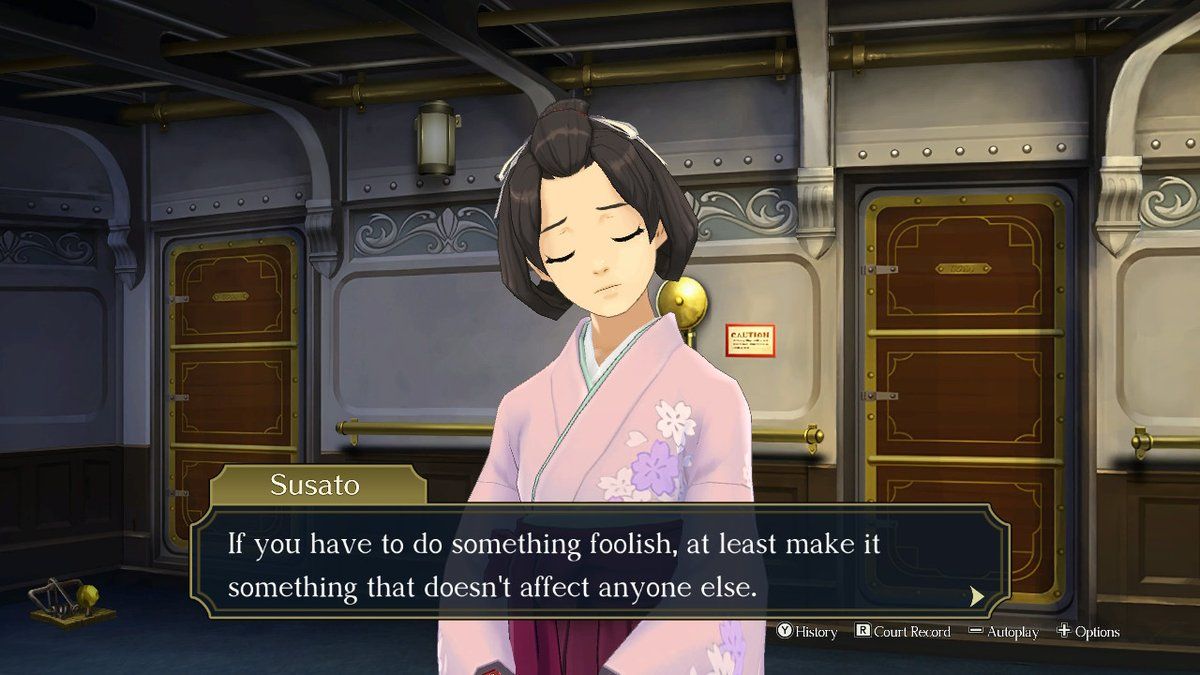 CAUTION
Susato
If you have to do something foolish, at least make it
something that doesn't affect anyone else.
Y History R Court Record − Autoplay + Options